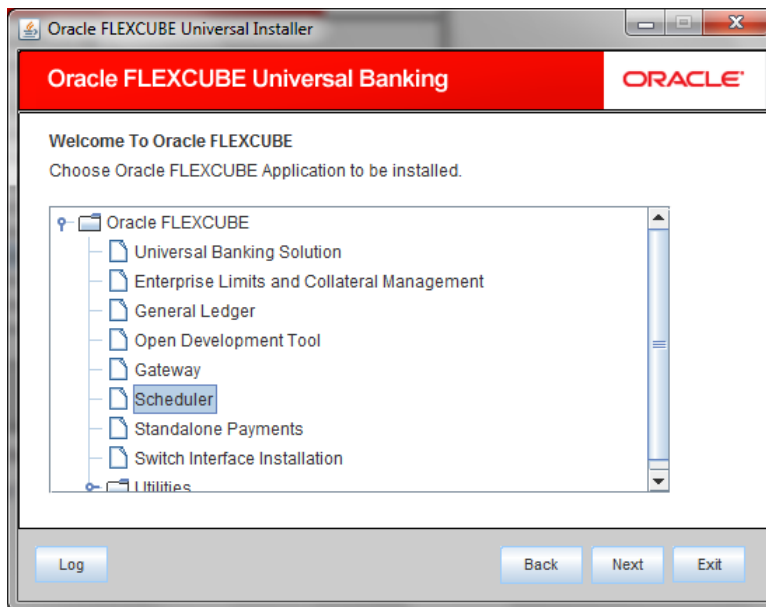 Oracle FLEXCUBE Universal Installer
Oracle FLEXCUBE Universal Banking
ORACLE
Welcome To Oracle FLEXCUBE
Choose Oracle FLEXCUBE Application to be installed.
Oracle FLEXCUBE
Universal Banking Solution
Enterprise Limits and Collateral Management
General Ledger
Open Development Tool
Gateway
Scheduler
Standalone Payments
Switch Interface Installation
Utilities
Log
Back
Next
Exit